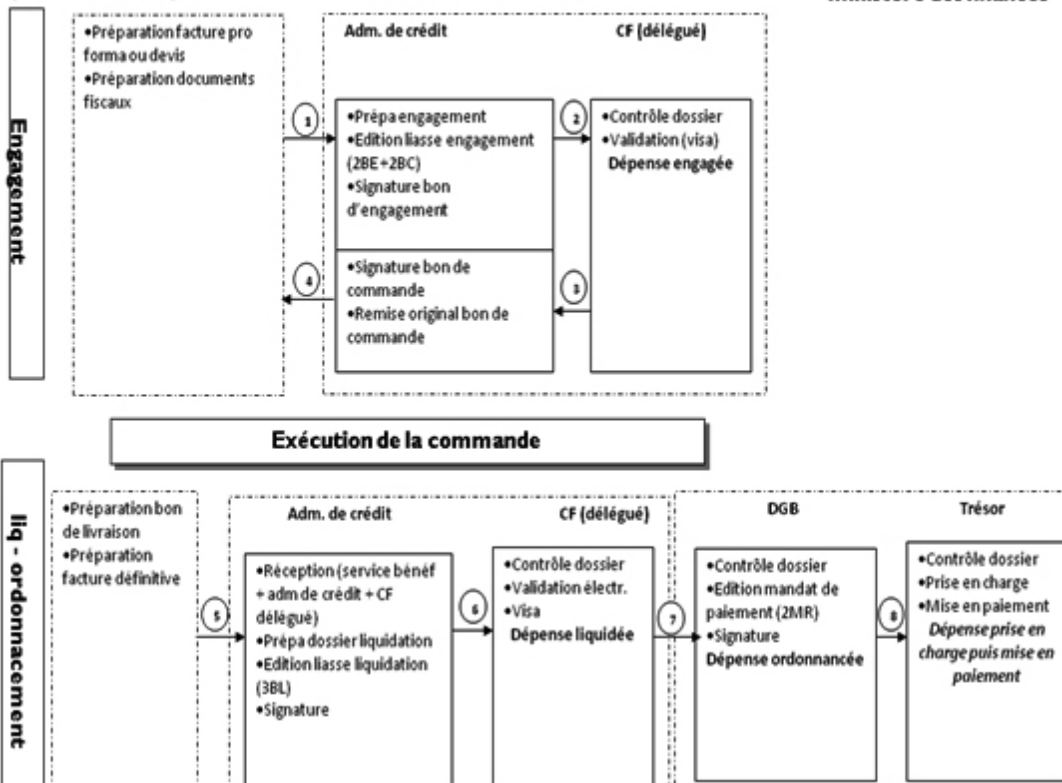 Engagement
•Préparation facture pro
forma ou devis
•Préparation documents
fiscaux
1
Adm. de crédit
CF (délégué)
•Prépa engagement
•Edition liasse engagement
(2BE+2BC)
•Signature bon
d'engagement
2
•Contrôle dossier
•Validation (visa)
Dépense engagée
4
•Signature bon de
commande
•Remise original bon de
commande
3
Exécution de la commande
liq - ordonnacement
•Préparation bon
de livraison
•Préparation
facture définitive
5
Adm. de crédit
CF (délégué)
•Réception (service bénéf
+ adm de crédit + CF
délégué)
•Prépa dossier liquidation
•Edition liasse liquidation
(3BL)
•Signature
6
•Contrôle dossier
•Validation électr.
•Visa
Dépense liquidée
7
DGB
Trésor
•Contrôle dossier
•Edition mandat de
paiement (2MR)
•Signature
Dépense ordonnancée
8
•Contrôle dossier
•Prise en charge
•Mise en paiement
Dépense prise en
charge puis mise en
paiement